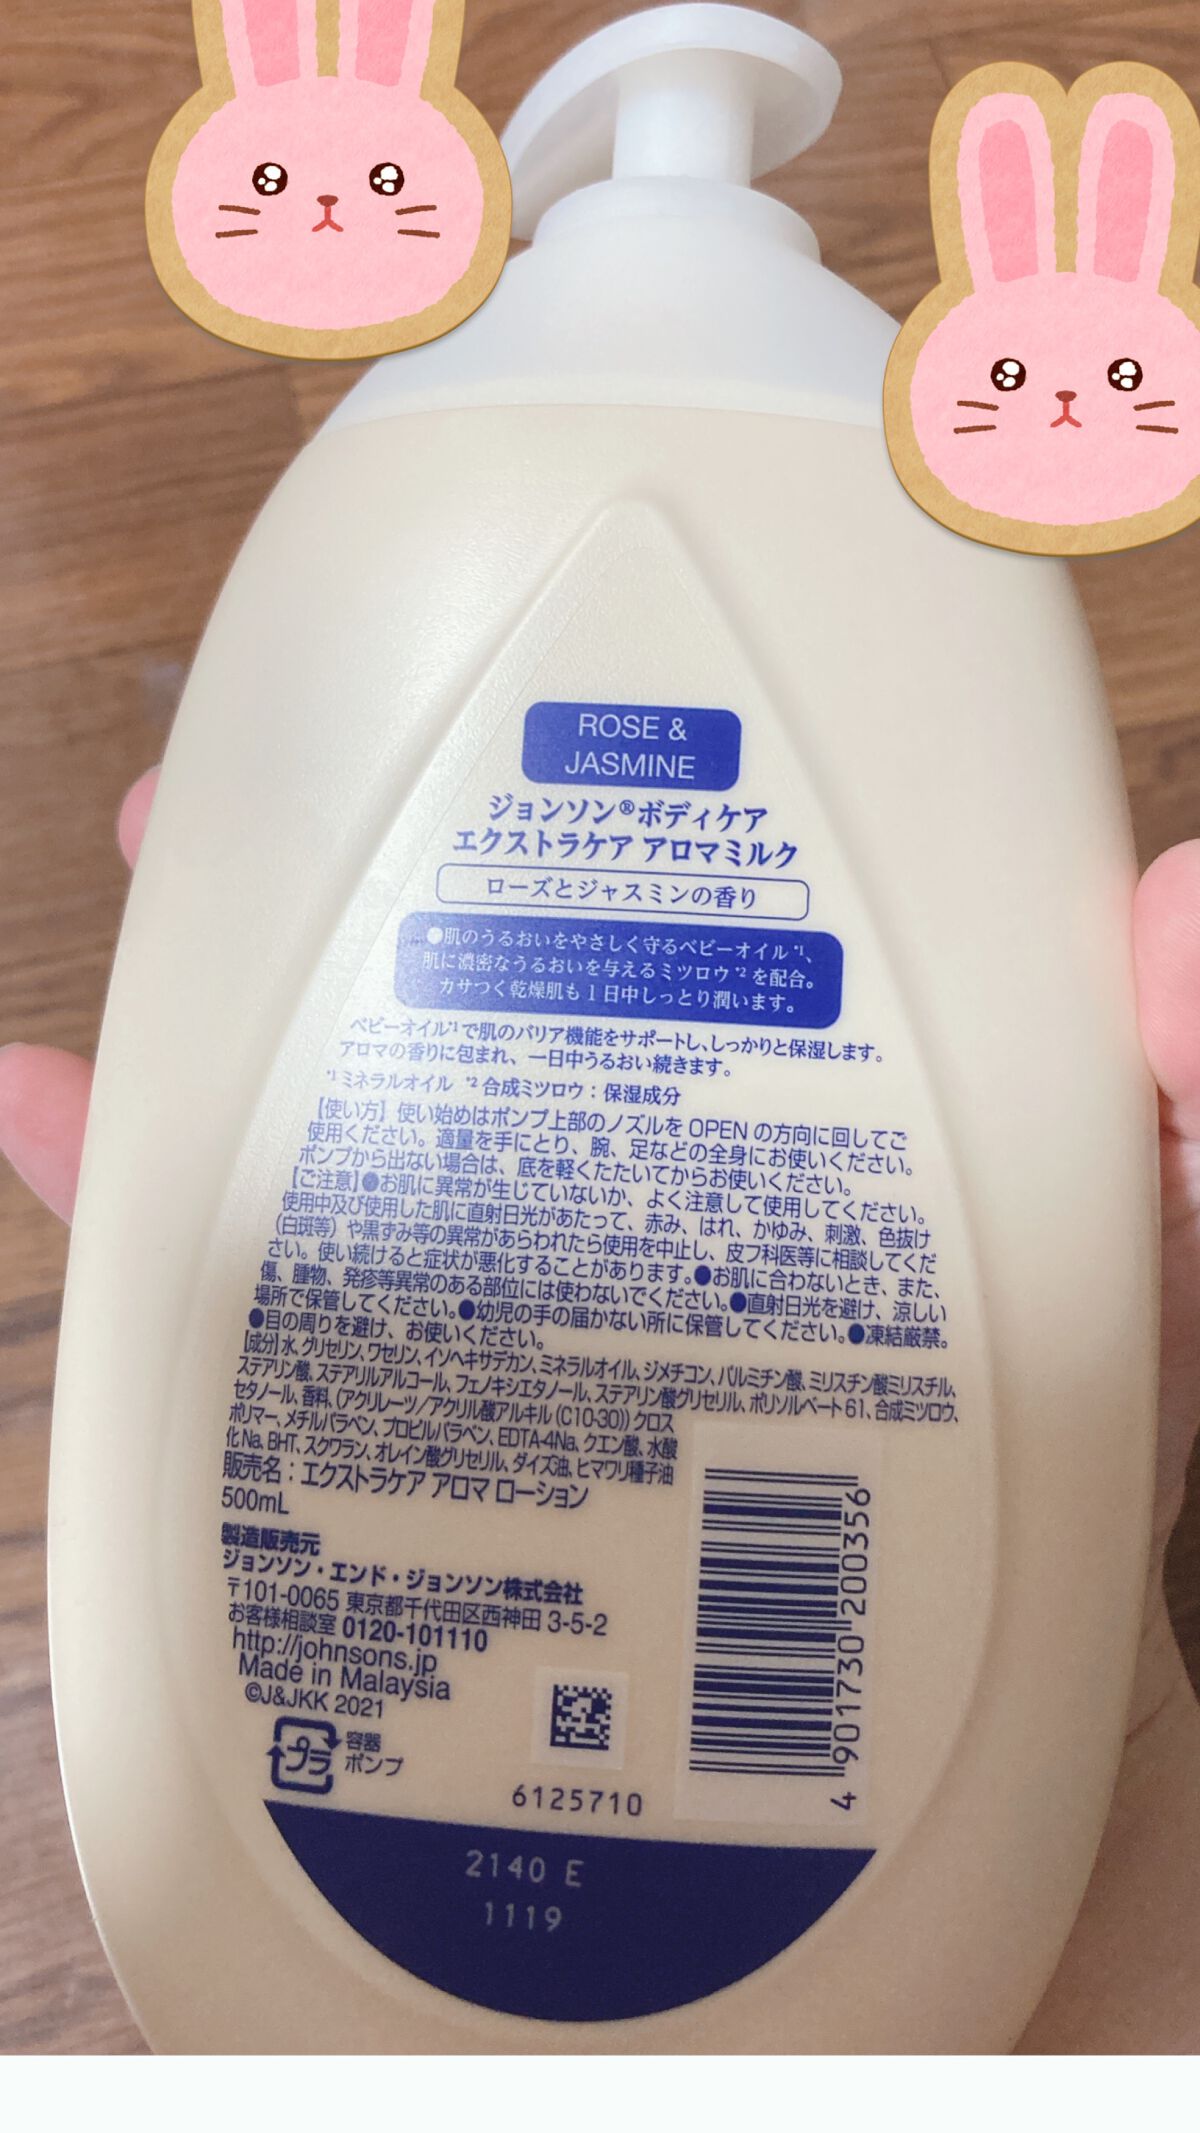 ROSE &
JASMINE
ジョンソン®ボディケア
エクストラケア アロマミルク
ローズとジャスミンの香り
●肌のうるおいをやさしく守るベビーオイル*1、
肌に濃密なうるおいを与えるミツロウ*2を配合。
カサつく乾燥肌も1日中しっとり潤います。
ベビーオイル*1で肌のバリア機能をサポートし、しっかりと保湿します。
アロマの香りに包まれ、一日中うるおい続きます。
*1 ミネラルオイル *2 合成ミツロウ：保湿成分
【使い方】使い始めはポンプ上部のノズルを OPEN の方向に回してご
使用ください。適量を手にとり、腕、足などの全身にお使いください。
ポンプから出ない場合は、底を軽くたたいてからお使いください。
【ご注意】●お肌に異常が生じていないか、よく注意して使用してください。
使用中及び使用した肌に直射日光があたって、赤み、はれ、かゆみ、刺激、色抜け
（白斑等）や黒ずみ等の異常があらわれたら使用を中止し、皮フ科医等に相談してくだ
さい。使い続けると症状が悪化することがあります。●お肌に合わないとき、また、
傷、腫物、発疹等異常のある部位には使わないでください。●直射日光を避け、涼しい
場所で保管してください。●幼児の手の届かない所に保管してください。●凍結厳禁。
●目の周りを避け、お使いください。
【成分】水、グリセリン、ワセリン、イソヘキサデカン、ミネラルオイル、ジメチコン、パルミチン酸、ミリスチン酸ミリスチル、
ステアリン酸、ステアリルアルコール、フェノキシエタノール、ステアリン酸グリセリル、ポリソルベート61、合成ミツロウ、
セタノール、香料、（アクリレーツ／アクリル酸アルキル（C10-30））クロス
ポリマー、メチルパラベン、プロピルパラベン、EDTA-4Na、クエン酸、水酸
化Na、BHT、スクワラン、オレイン酸グリセリル、ダイズ油、ヒマワリ種子油
販売名：エクストラケア アロマ ローション
500mL
製造販売元
ジョンソン・エンド・ジョンソン株式会社
〒101-0065 東京都千代田区西神田 3-5-2
お客様相談室 0120-101110
http://johnsons.jp
Made in Malaysia
©J&JKK 2021
プラ
容器
ポンプ
6125710
4 901730 200356
2140 E
1119